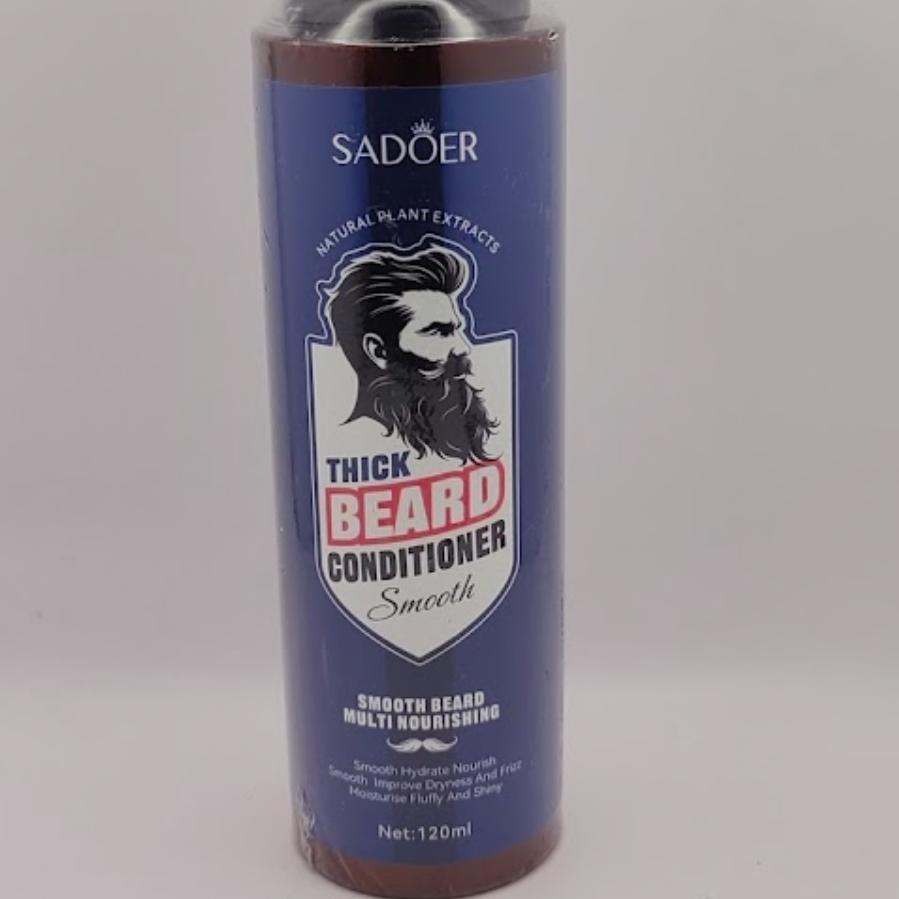 SADOER
NATURAL PLANT EXTRACTS
THICK
BEARD
CONDITIONER
Smooth
SMOOTH BEARD
MULTI NOURISHING
Smooth Hydrate Nourish
Smooth Improve Dryness And Frizz
Moisturise Fluffy And Shiny
Net:120ml